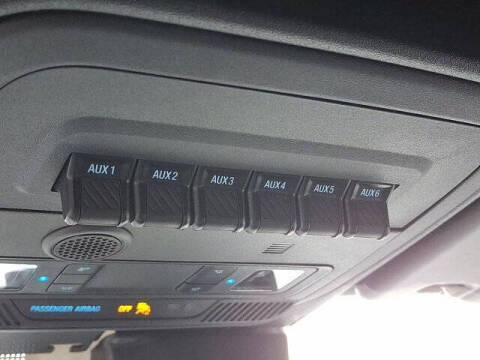 AUX1 AUX2 AUX3 AUX4 AUX5 AUX6
PASSENGER AIRBAG OFF